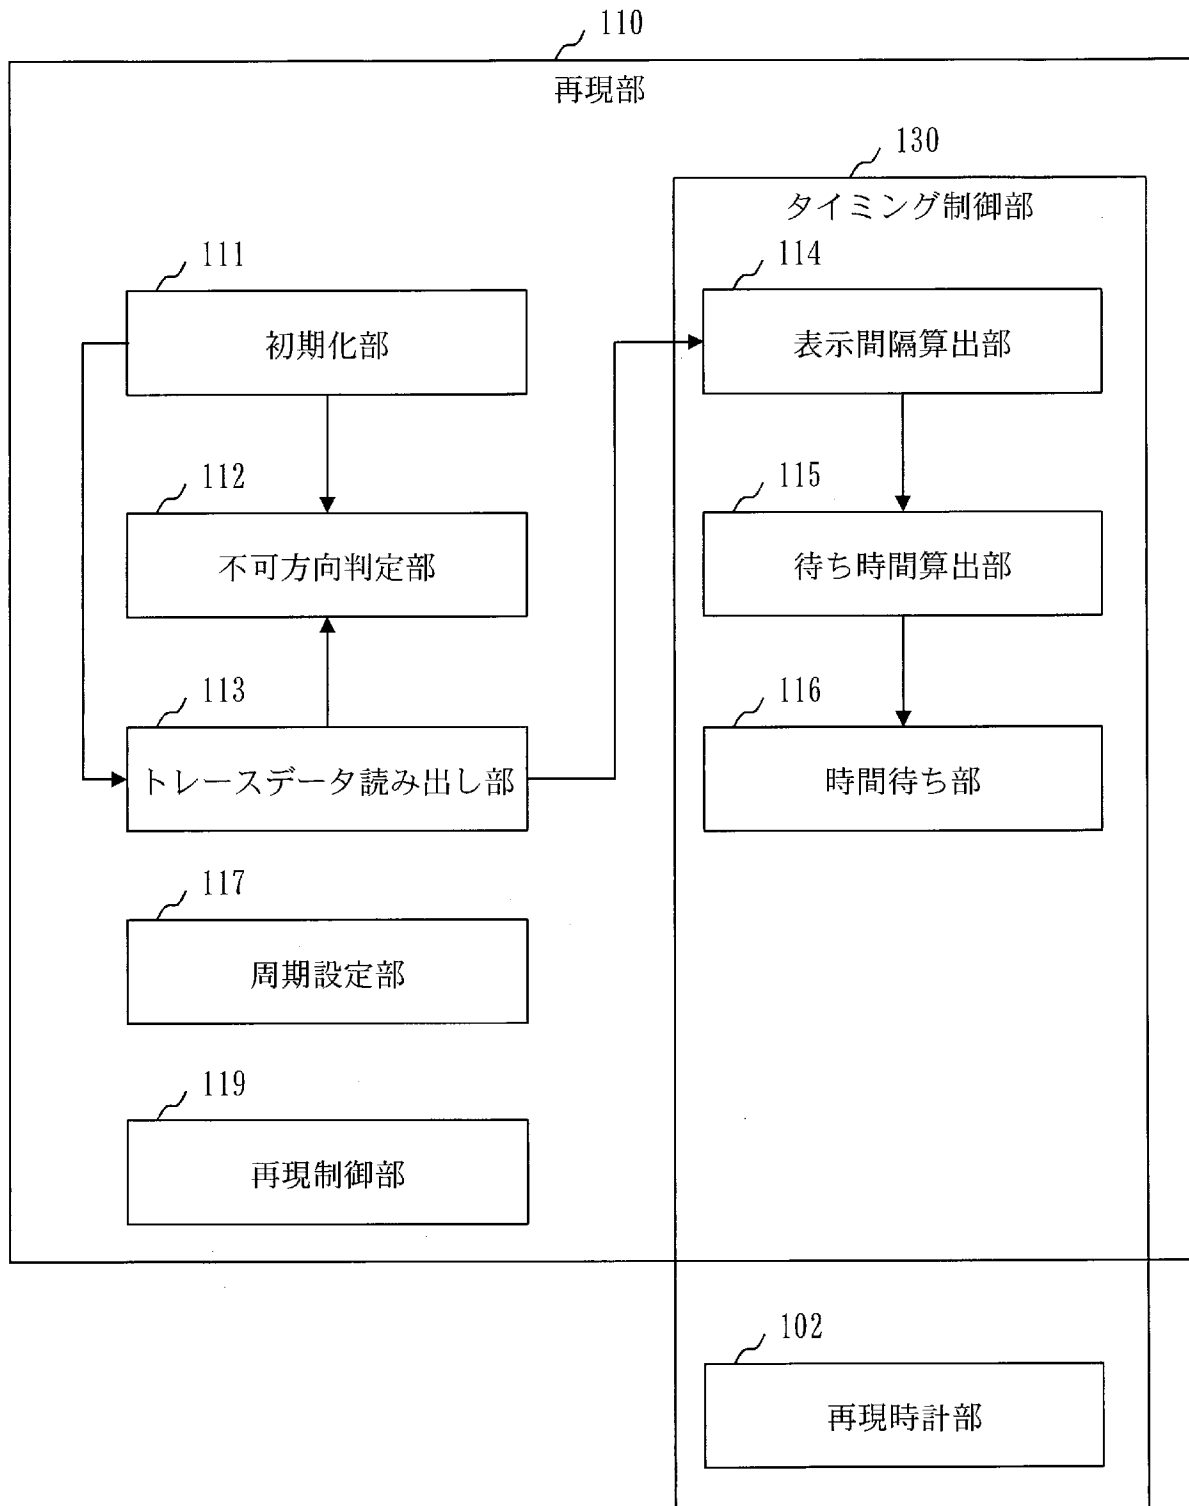 110
再現部
130
タイミング制御部
111
初期化部
114
表示間隔算出部
112
不可方向判定部
115
待ち時間算出部
113
トレースデータ読み出し部
116
時間待ち部
117
周期設定部
119
再現制御部
102
再現時計部